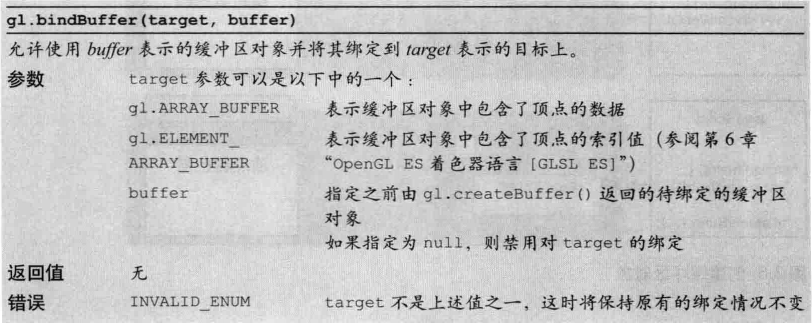 gl.bindBuffer(target, buffer)
允许使用 buffer 表示的缓冲区对象并将其绑定到 target 表示的目标上。
参数 target 参数可以是以下中的一个：
gl.ARRAY_BUFFER 表示缓冲区对象中包含了顶点的数据
gl.ELEMENT_ 表示缓冲区对象中包含了顶点的索引值（参阅第 6 章
ARRAY_BUFFER “OpenGL ES 着色器语言 [GLSL ES]”）
buffer 指定之前由 gl.createBuffer() 返回的待绑定的缓冲区
对象
如果指定为 null，则禁用对 target 的绑定
返回值 无
错误 INVALID_ENUM target 不是上述值之一，这时将保持原有的绑定情况不变